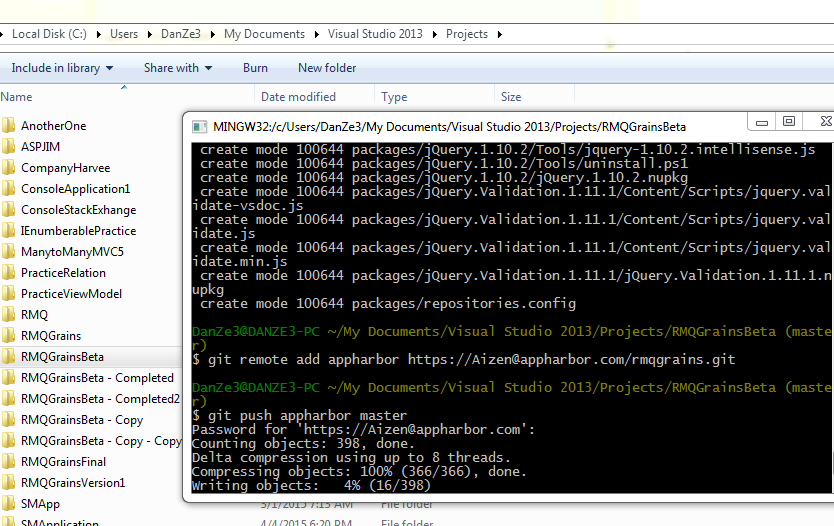 Local Disk (C:) Users DanZe3 My Documents Visual Studio 2013 Projects
Include in library Share with Burn New folder
Name Date modified Type Size
AnotherOne
ASPJIM
CompanyHarvee
ConsoleApplication1
ConsoleStackExhange
IEnumberablePractice
ManytoManyMVC5
PracticeRelation
PracticeViewModel
RMQ
RMQGrains
RMQGrainsBeta
RMQGrainsBeta - Completed
RMQGrainsBeta - Completed2
RMQGrainsBeta - Copy
RMQGrainsBeta - Copy - Copy
RMQGrainsFinal
RMQGrainsVersion1
SMApp 3/1/2015 7:13 AM File folder
SMApplication 4/4/2015 6:20 PM File folder
MINGW32:/c/Users/DanZe3/My Documents/Visual Studio 2013/Projects/RMQGrainsBeta
create mode 100644 packages/jQuery.1.10.2/Tools/jquery-1.10.2.intellisense.js
create mode 100644 packages/jQuery.1.10.2/Tools/uninstall.ps1
create mode 100644 packages/jQuery.1.10.2/jQuery.1.10.2.nupkg
create mode 100644 packages/jQuery.Validation.1.11.1/Content/Scripts/jquery.val
idate-vsdoc.js
create mode 100644 packages/jQuery.Validation.1.11.1/Content/Scripts/jquery.val
idate.js
create mode 100644 packages/jQuery.Validation.1.11.1/Content/Scripts/jquery.val
idate.min.js
create mode 100644 packages/jQuery.Validation.1.11.1/jQuery.Validation.1.11.1.n
upkg
create mode 100644 packages/repositories.config
DanZe3@DANZE3-PC ~/My Documents/Visual Studio 2013/Projects/RMQGrainsBeta (maste
r)
$ git remote add appharbor https://Aizen@appharbor.com/rmqgrains.git
DanZe3@DANZE3-PC ~/My Documents/Visual Studio 2013/Projects/RMQGrainsBeta (maste
r)
$ git push appharbor master
Password for 'https://Aizen@appharbor.com':
Counting objects: 398, done.
Delta compression using up to 8 threads.
Compressing objects: 100% (366/366), done.
Writing objects: 4% (16/398)